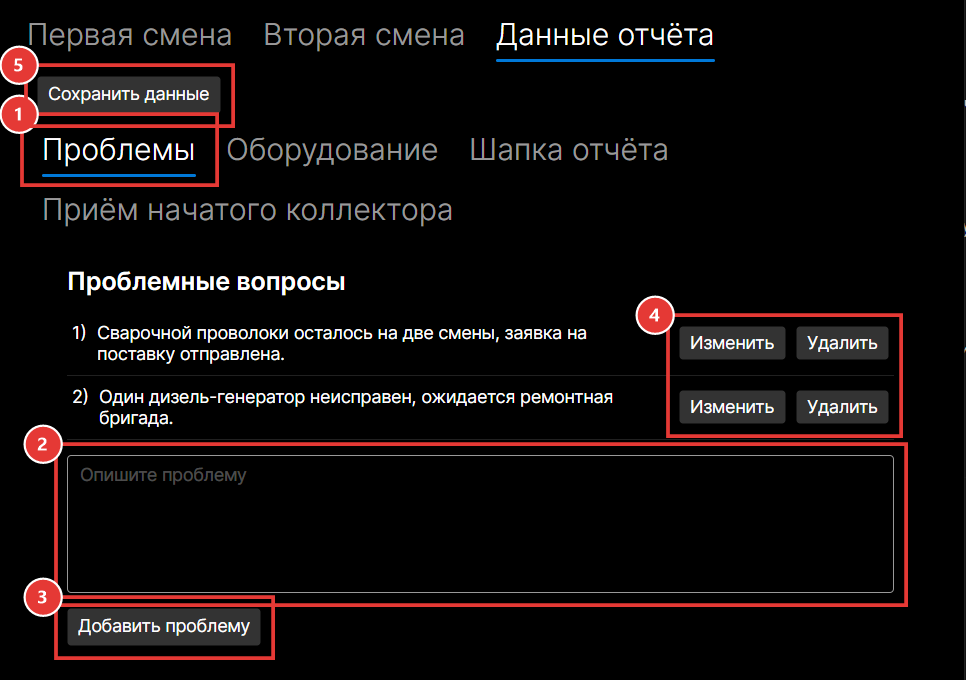 Первая смена Вторая смена Данные отчёта
5
Сохранить данные
1
Проблемы Оборудование Шапка отчёта
Приём начатого коллектора
Проблемные вопросы
4
1) Сварочной проволоки осталось на две смены, заявка на
поставку отправлена.
Изменить Удалить
2) Один дизель-генератор неисправен, ожидается ремонтная
бригада.
Изменить Удалить
2
Опишите проблему
3
Добавить проблему